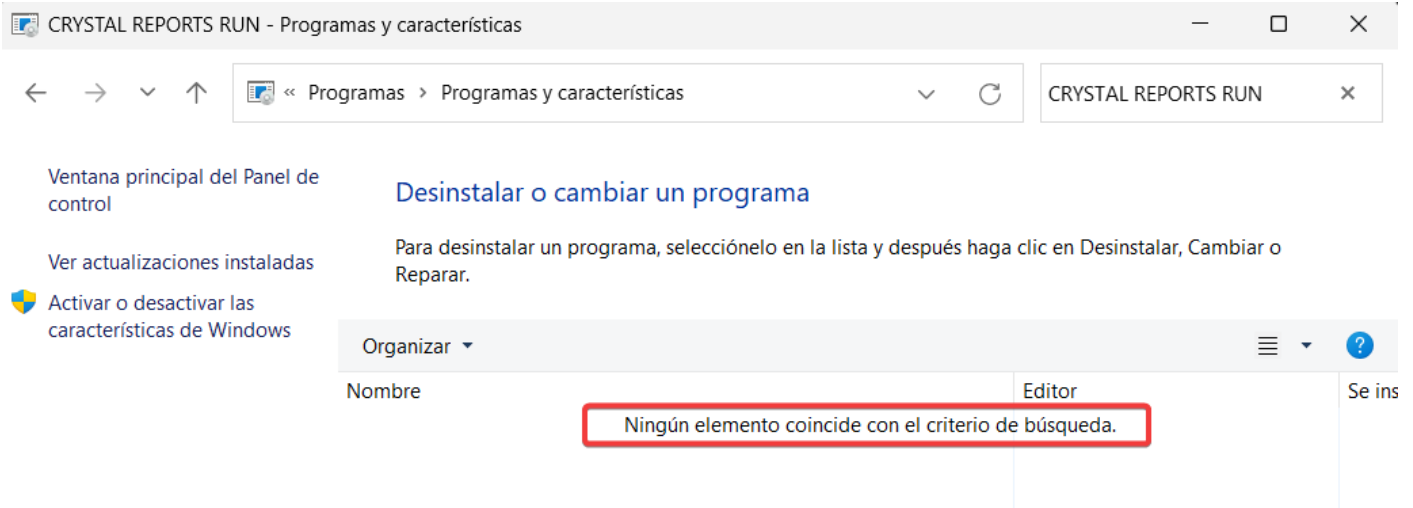 CRYSTAL REPORTS RUN - Programas y características
« Programas > Programas y características
CRYSTAL REPORTS RUN
Ventana principal del Panel de
control
Ver actualizaciones instaladas
Activar o desactivar las
características de Windows
Desinstalar o cambiar un programa
Para desinstalar un programa, selecciónelo en la lista y después haga clic en Desinstalar, Cambiar o
Reparar.
Organizar
?
Nombre
Editor
Se ins
Ningún elemento coincide con el criterio de búsqueda.